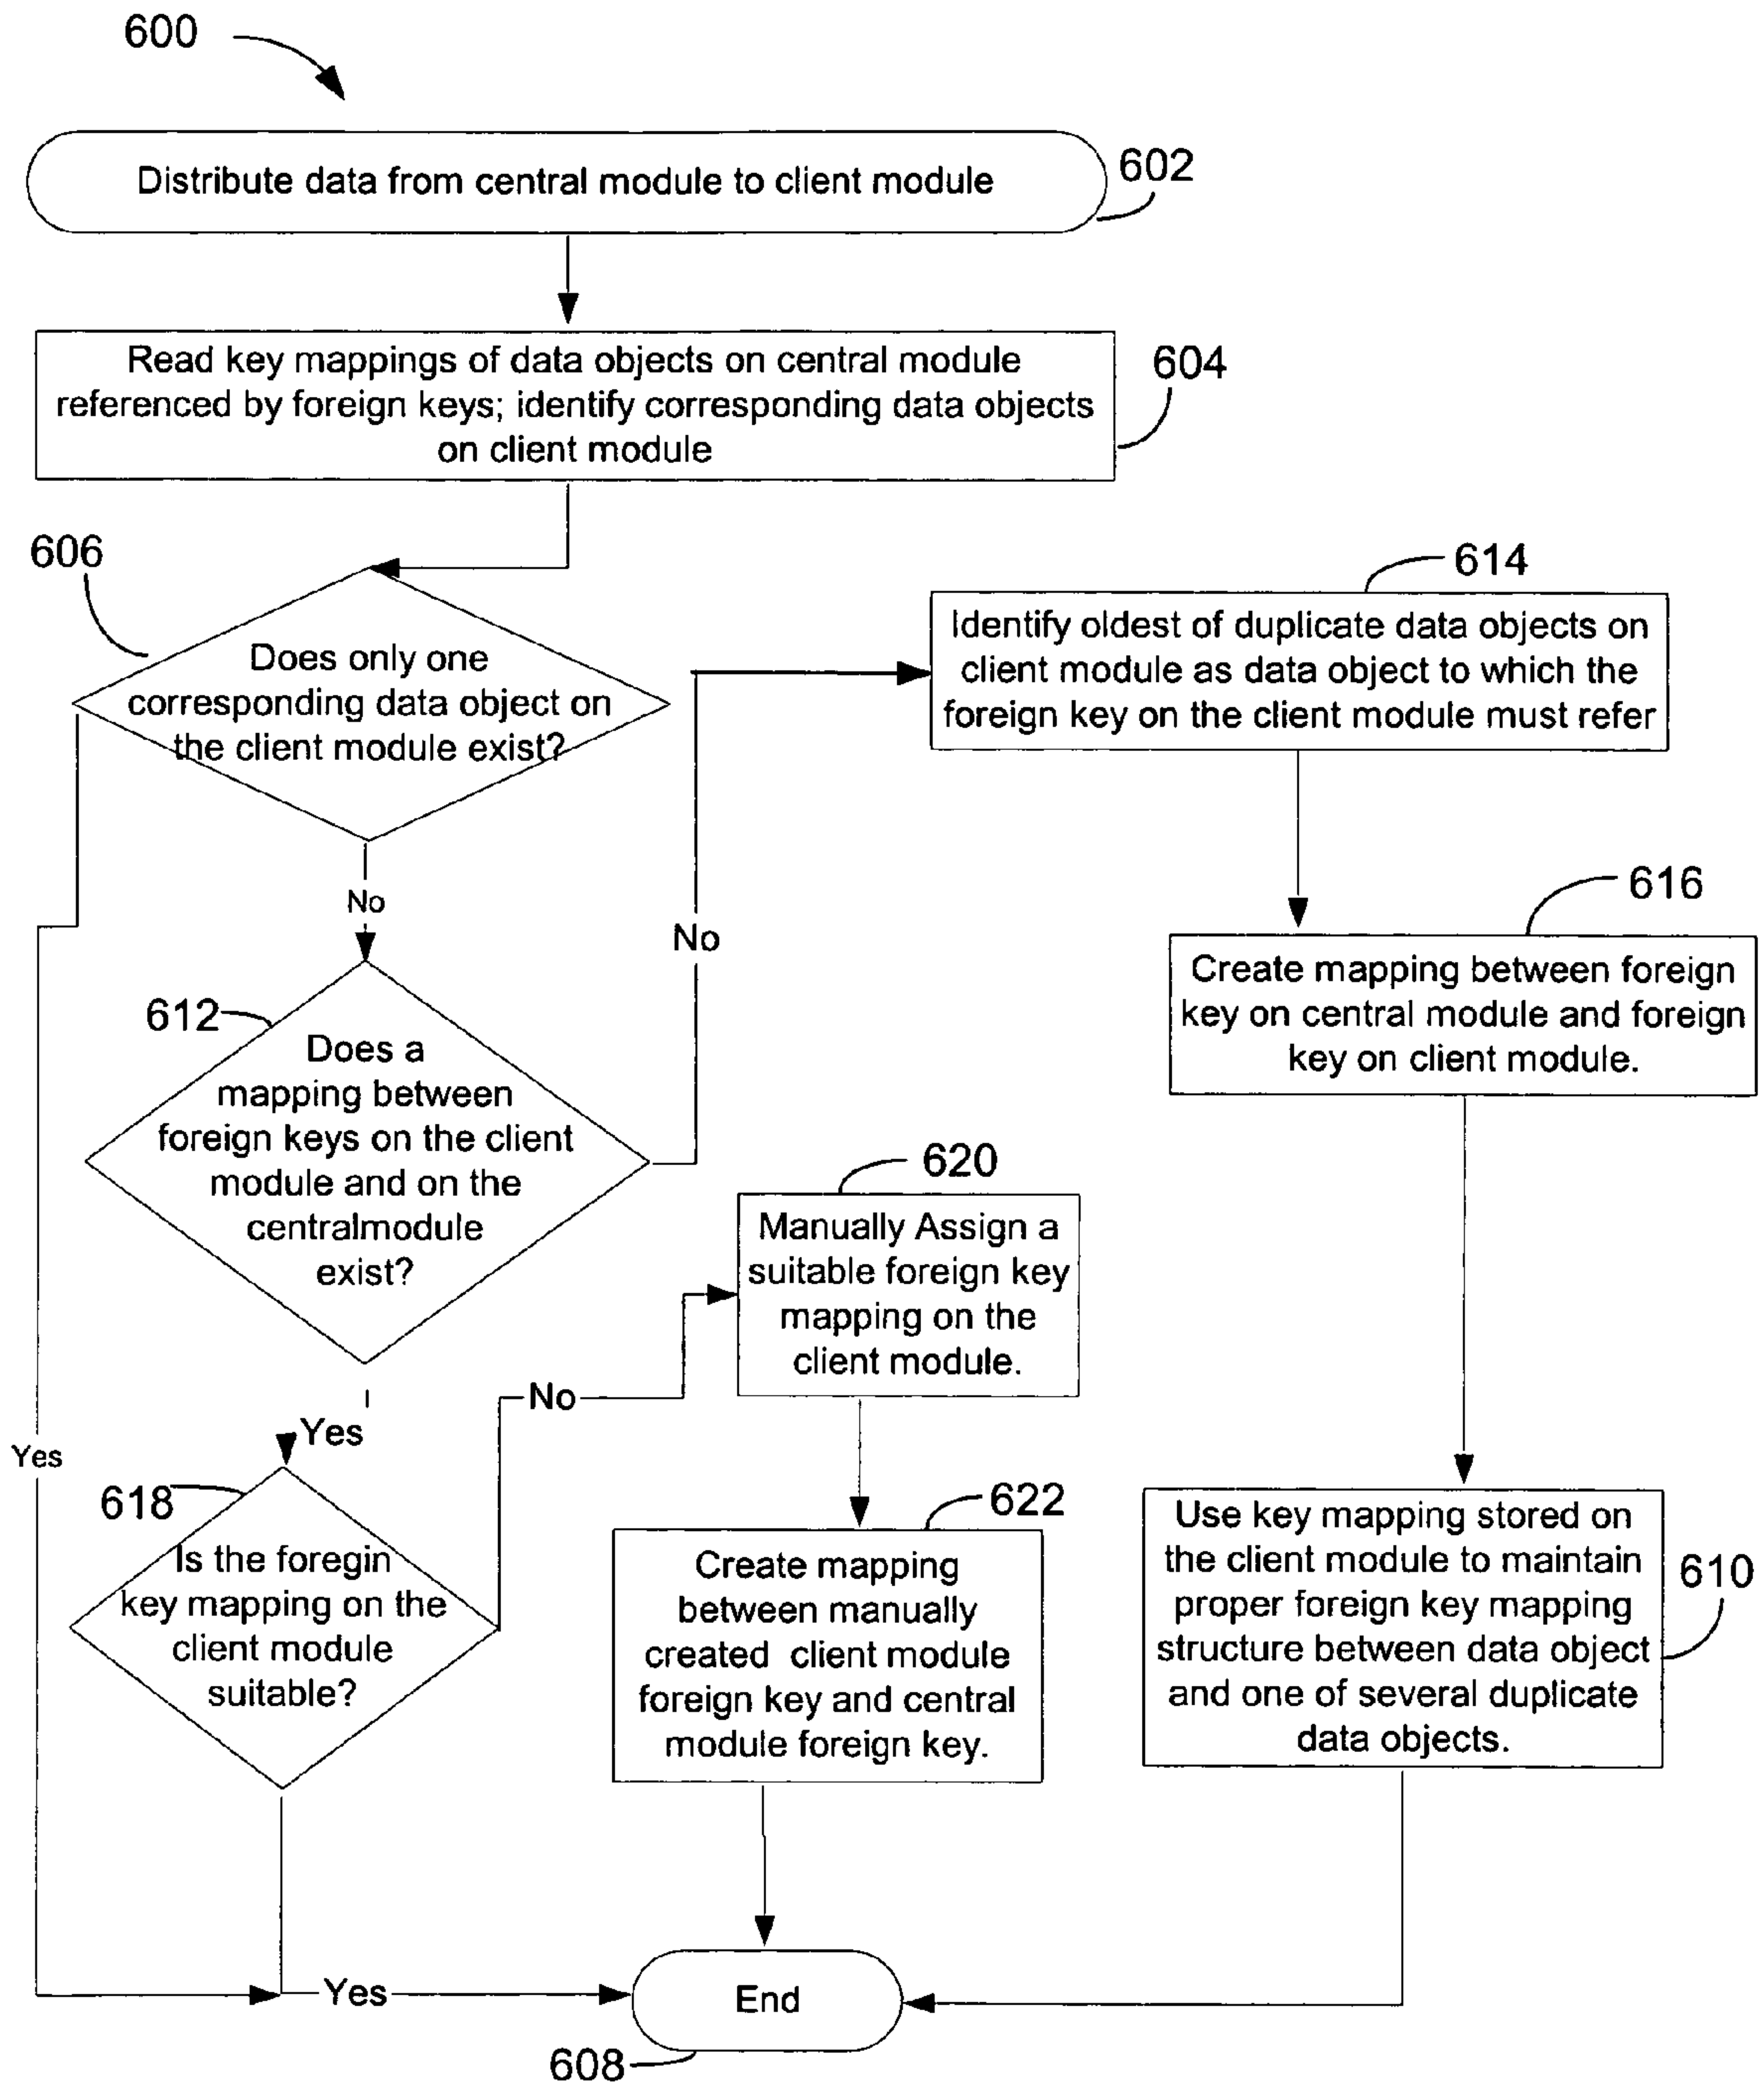 600
Distribute data from central module to client module
602
Read key mappings of data objects on central module
referenced by foreign keys; identify corresponding data objects
on client module
604
606
Does only one
corresponding data object on
the client module exist?
614
Identify oldest of duplicate data objects on
client module as data object to which the
foreign key on the client module must refer
No
No
616
Create mapping between foreign
key on central module and foreign
key on client module.
612
Does a
mapping between
foreign keys on the client
module and on the
centralmodule
exist?
620
Manually Assign a
suitable foreign key
mapping on the
client module.
No
Yes
Yes
618
Is the foregin
key mapping on the
client module
suitable?
622
Create mapping
between manually
created client module
foreign key and central
module foreign key.
Use key mapping stored on
the client module to maintain
proper foreign key mapping
structure between data object
and one of several duplicate
data objects.
610
Yes
End
608